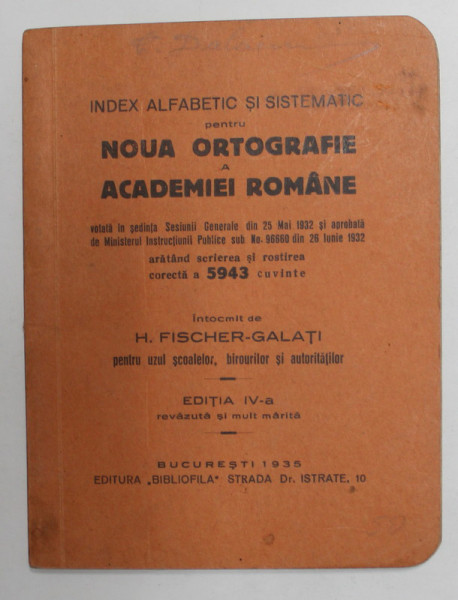 INDEX ALFABETIC ȘI SISTEMATIC
pentru
NOUA ORTOGRAFIE
A
ACADEMIEI ROMÂNE
votată în ședința Sesiunii Generale din 25 Mai 1932 și aprobată
de Ministerul Instrucțiunii Publice sub No. 96660 din 26 Iunie 1932
arătând scrierea și rostirea
corectă a 5943 cuvinte
întocmit de
H. FISCHER-GALAȚI
pentru uzul școalelor, birourilor și autorităților
EDIȚIA IV-a
revăzută și mult mărită
BUCUREȘTI 1935
EDITURA „BIBLIOFILA" STRADA Dr. ISTRATE, 10